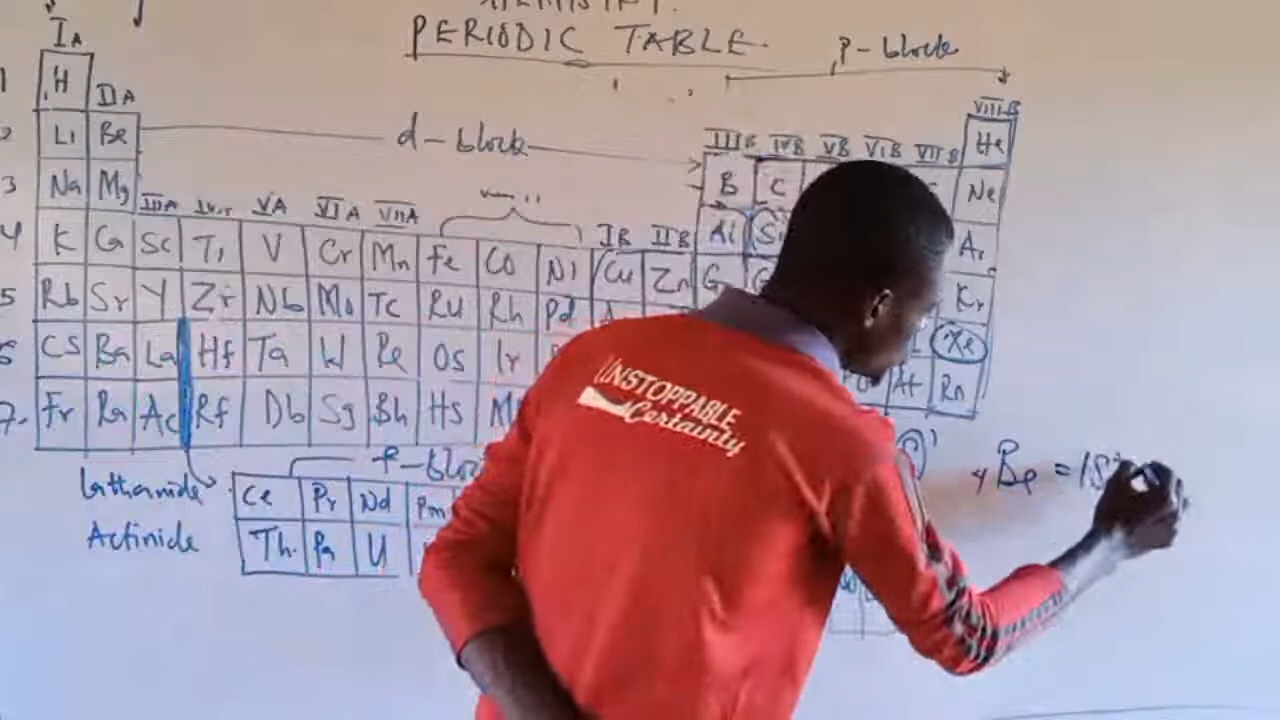 PERIODIC TABLE.
P-block
IA
VIIIB
1 H IIA He
d-block
IIIB IVB VB VIB VIIB
2 Li Be B C Ne
3 Na Mg Al Si Ar
IIIA VA VIA VIIA
IB IIB
4 K Ca Sc Ti V Cr Mn Fe Co Ni Cu Zn Kr
5 Rb Sr Y Zr Nb Mo Tc Ru Rh Pd Xe
6 Cs Ba La Hf Ta W Re Os Ir At Rn
7. Fr Ra Ac Rf Db Sg Bh Hs
f-bloc
Lathanide Ce Pr Nd Pm
Actinide Th. Pa U
4Be = 1S²
UNSTOPPABLE
Certainty